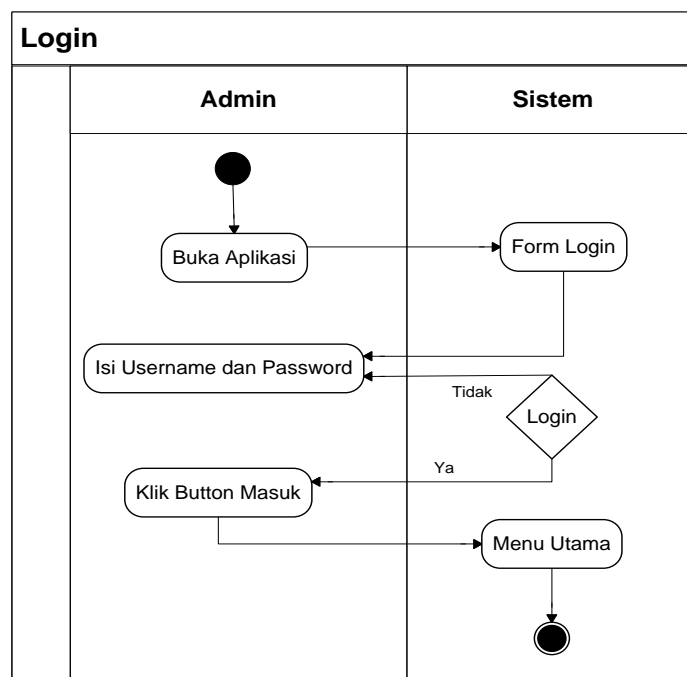 Login
Admin
Sistem
Buka Aplikasi
Form Login
Isi Username dan Password
Tidak
Login
Ya
Klik Button Masuk
Menu Utama